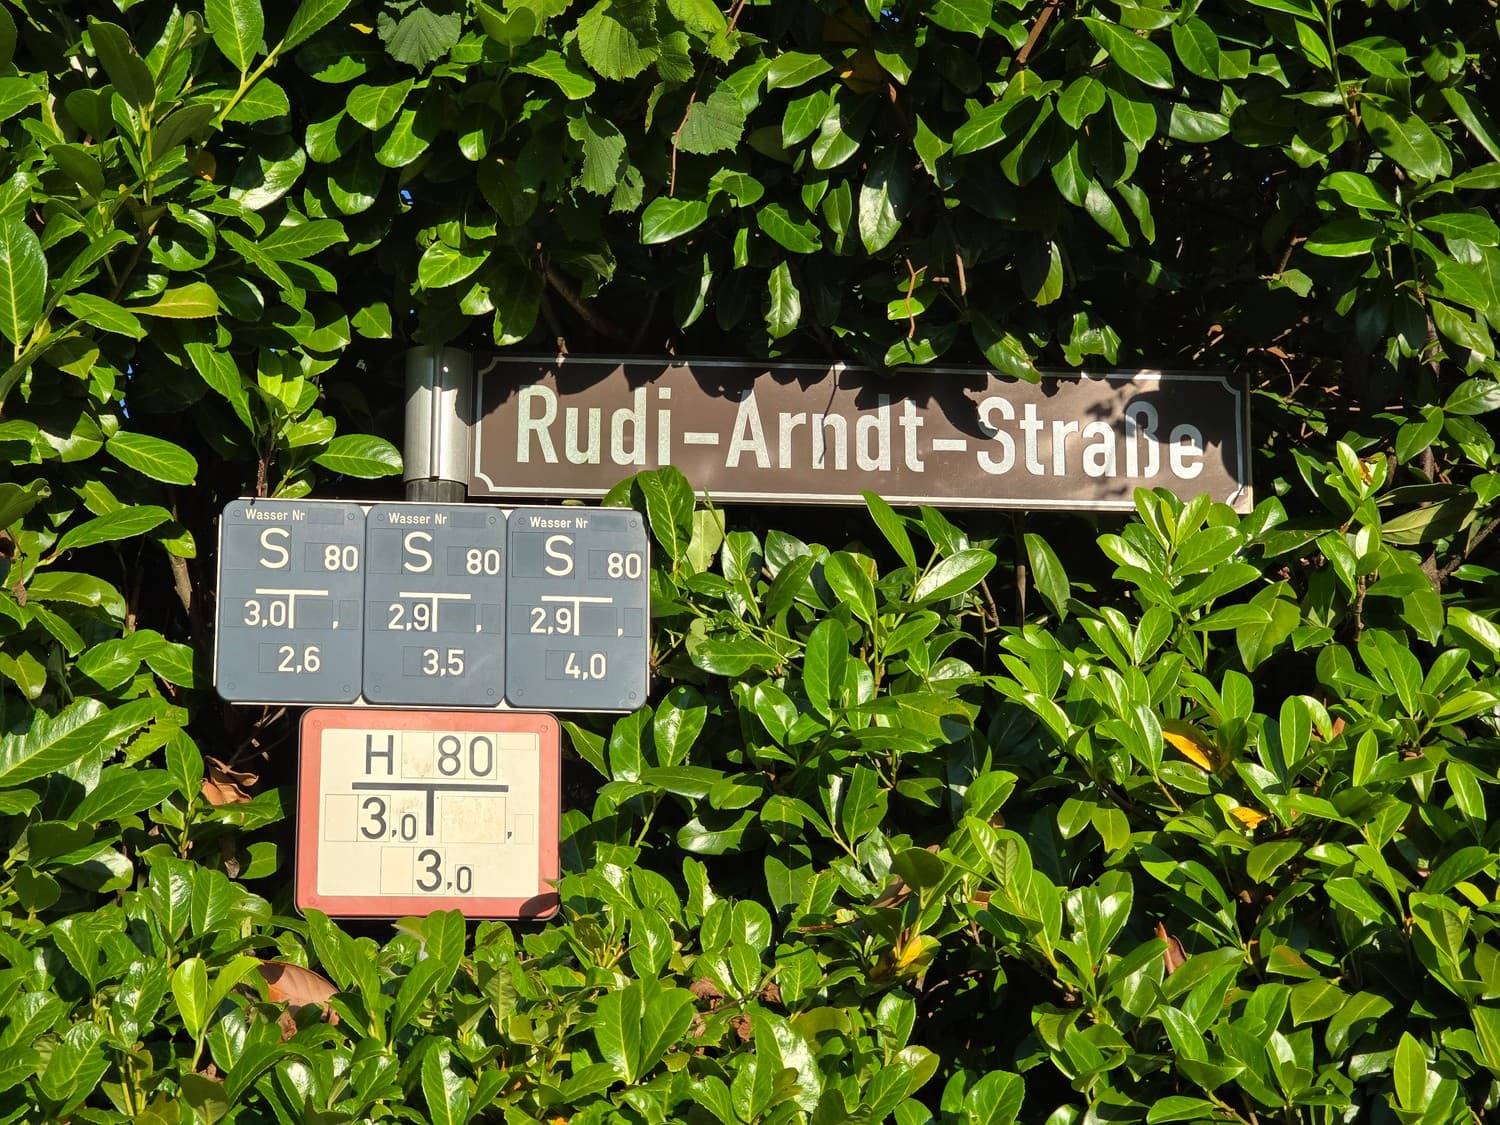 Rudi-Arndt-Straße
Wasser Nr
S 80
3,0 ,
2,6
Wasser Nr
S 80
2,9 ,
3,5
Wasser Nr
S 80
2,9 ,
4,0
H 80
3,0 ,
3,0